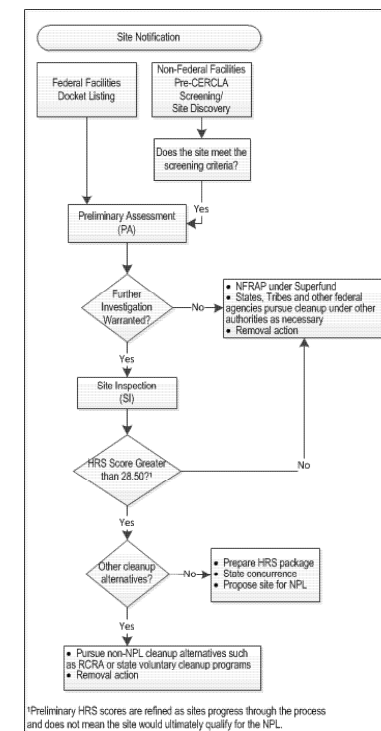 Site Notification
Federal Facilities
Docket Listing
Non-Federal Facilities
Pre-CERCLA
Screening/
Site Discovery
Does the site meet the
screening criteria?
Yes
Preliminary Assessment
(PA)
Further
Investigation
Warranted?
No
• NFRAP under Superfund
• States, Tribes and other federal
agencies pursue cleanup under other
authorities as necessary
• Removal action
Yes
Site Inspection
(SI)
HRS Score Greater
than 28.50?¹
No
Yes
Other cleanup
alternatives?
No
• Prepare HRS package
• State concurrence
• Propose site for NPL
Yes
• Pursue non-NPL cleanup alternatives such
as RCRA or state voluntary cleanup programs
• Removal action
¹Preliminary HRS scores are refined as sites progress through the process
and does not mean the site would ultimately qualify for the NPL.